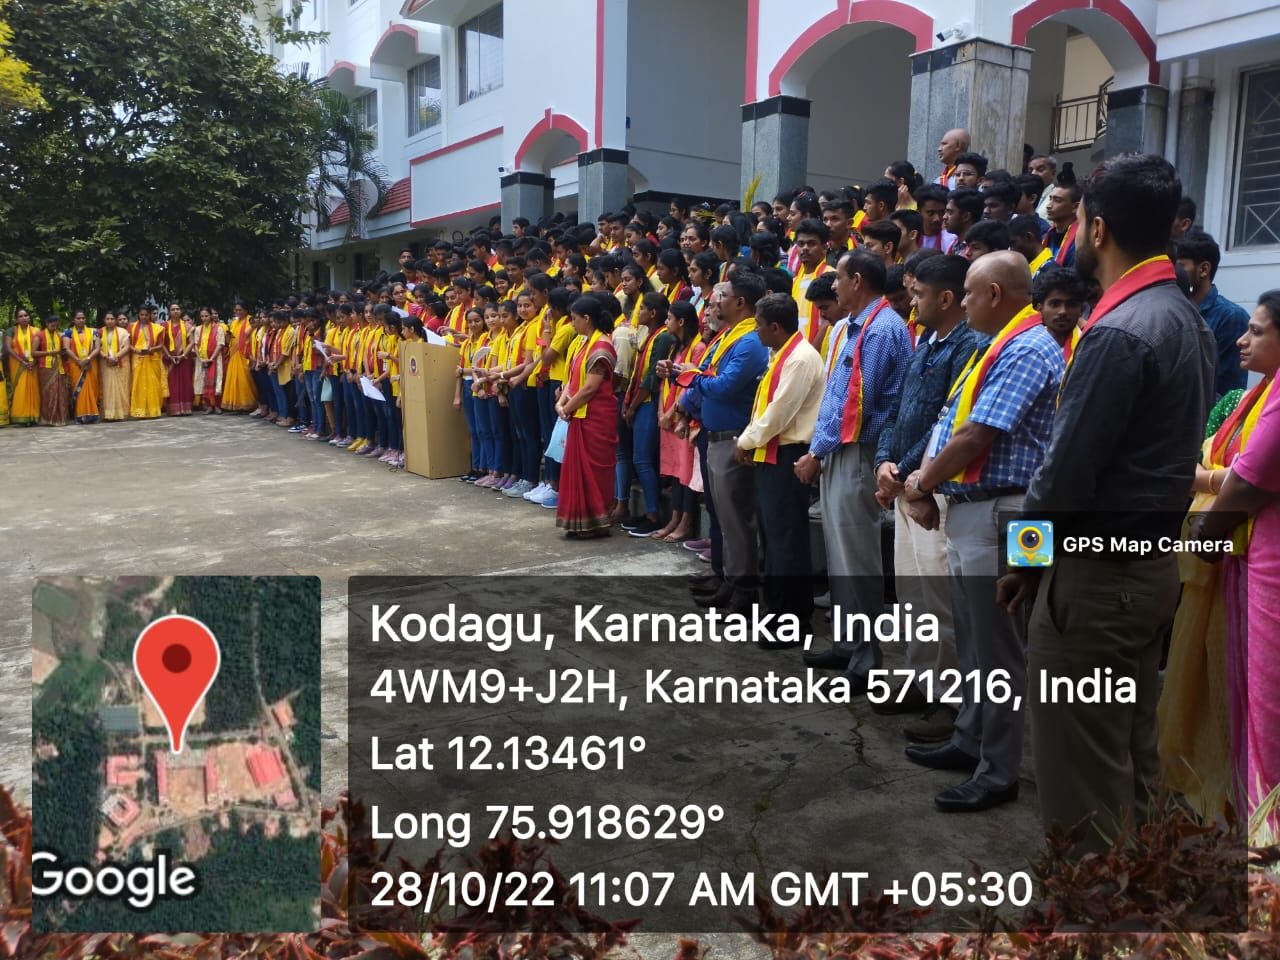 GPS Map Camera
Kodagu, Karnataka, India
4WM9+J2H, Karnataka 571216, India
Lat 12.13461°
Long 75.918629°
28/10/22 11:07 AM GMT +05:30
Google